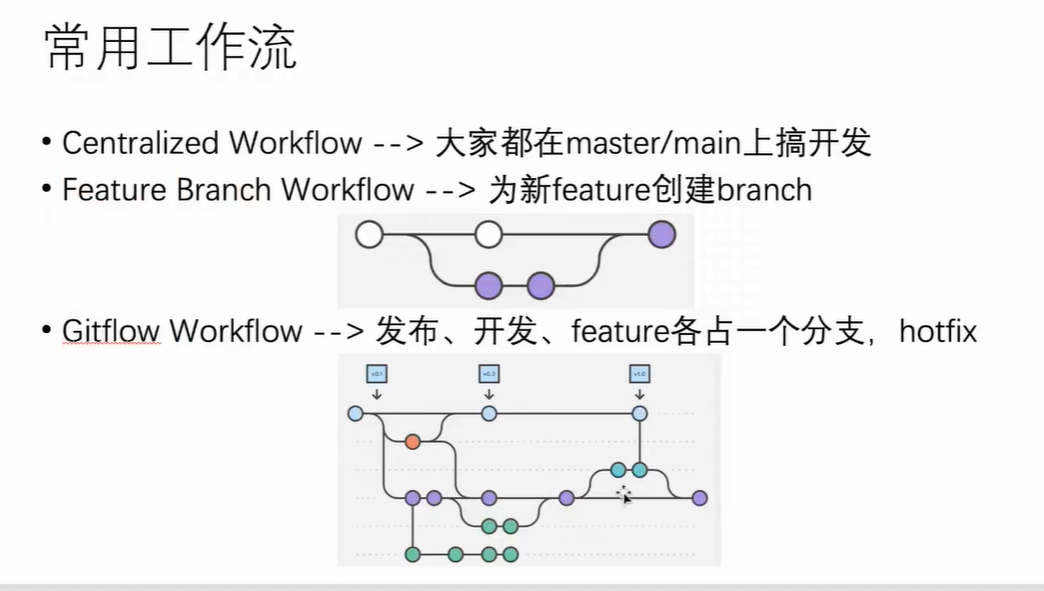 常用工作流
• Centralized Workflow --> 大家都在master/main上搞开发
• Feature Branch Workflow --> 为新feature创建branch
• Gitflow Workflow --> 发布、开发、feature各占一个分支，hotfix
v0.1 v0.2 v1.0